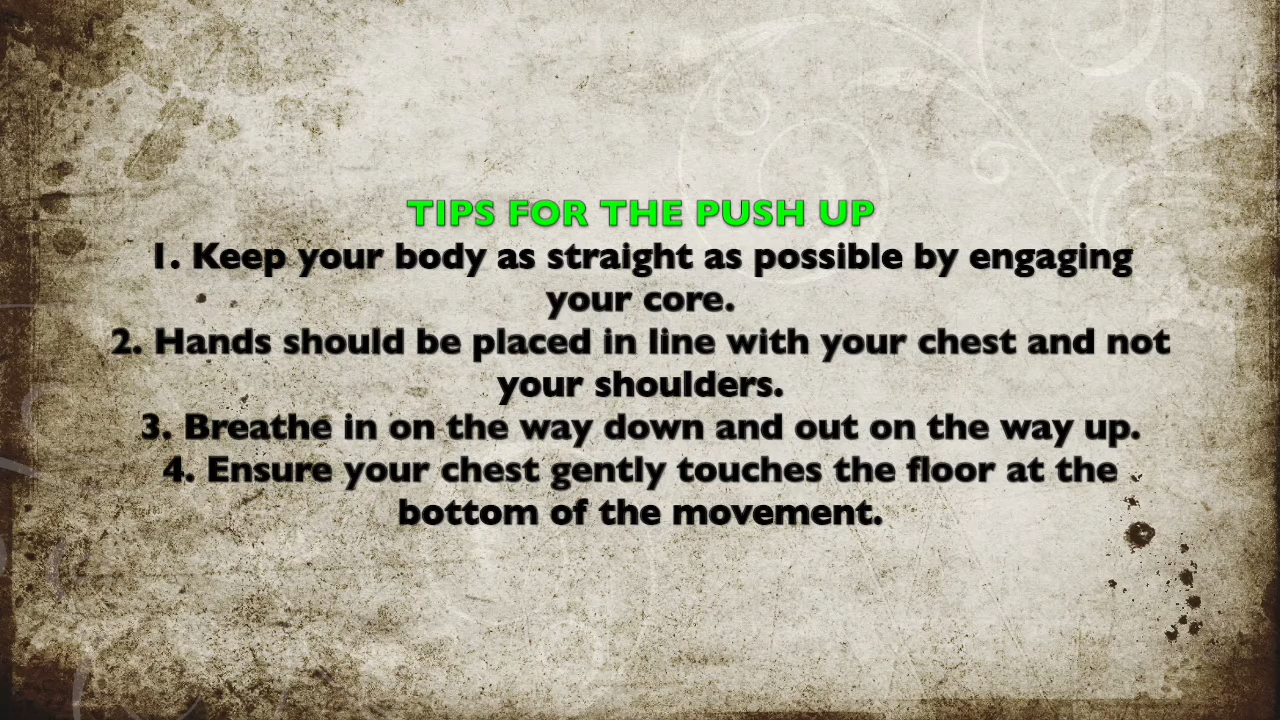 TIPS FOR THE PUSH UP
1. Keep your body as straight as possible by engaging
your core.
2. Hands should be placed in line with your chest and not
your shoulders.
3. Breathe in on the way down and out on the way up.
4. Ensure your chest gently touches the floor at the
bottom of the movement.